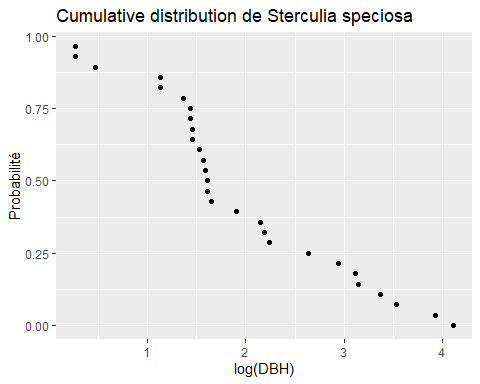 Cumulative distribution de Sterculia speciosa
1.00
0.75
0.50
0.25
0.00
Probabilité
1 2 3 4
log(DBH)